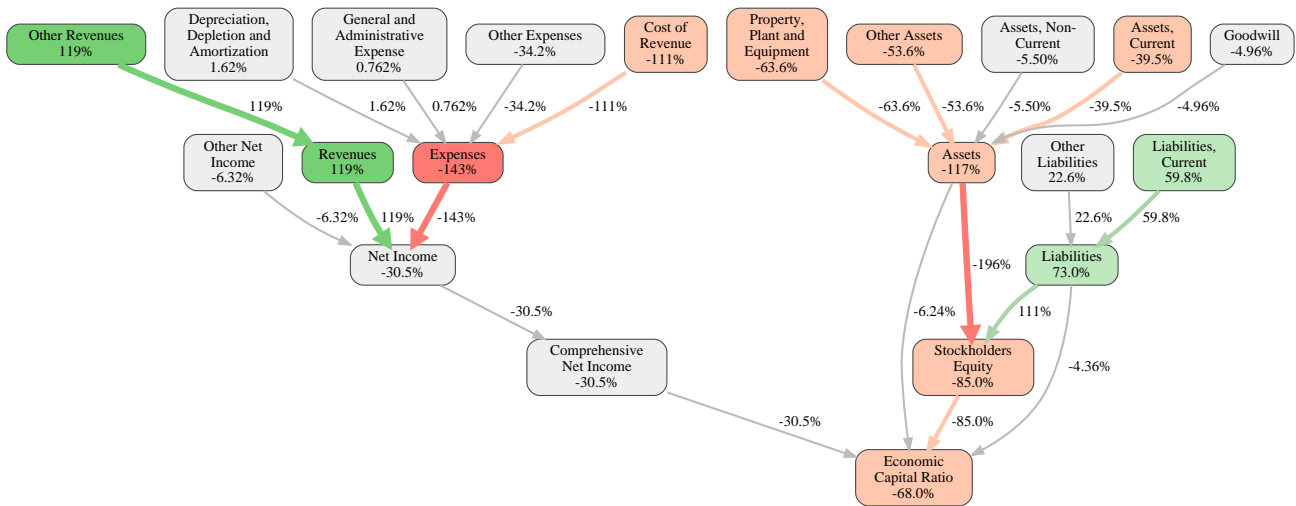 Other Revenues
119%
Depreciation,
Depletion and
Amortization
1.62%
General and
Administrative
Expense
0.762%
Other Expenses
-34.2%
Cost of
Revenue
-111%
Property,
Plant and
Equipment
-63.6%
Other Assets
-53.6%
Assets, Non-
Current
-5.50%
Assets,
Current
-39.5%
Goodwill
-4.96%
119%
1.62%
0.762%
-34.2%
-111%
-63.6%
-53.6%
-5.50%
-39.5%
-4.96%
Other Net
Income
-6.32%
Revenues
119%
Expenses
-143%
Assets
-117%
Other
Liabilities
22.6%
Liabilities,
Current
59.8%
-6.32%
119%
-143%
22.6%
59.8%
Net Income
-30.5%
-196%
Liabilities
73.0%
-30.5%
-6.24%
111%
Comprehensive
Net Income
-30.5%
Stockholders
Equity
-85.0%
-4.36%
-30.5%
-85.0%
Economic
Capital Ratio
-68.0%